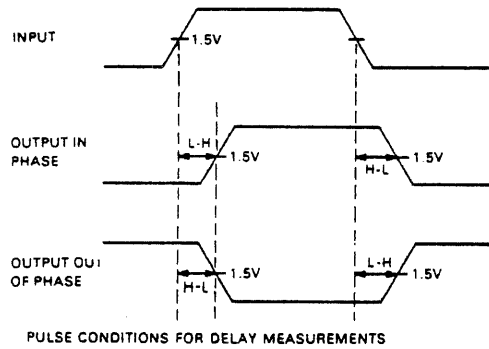 INPUT
1.5V
OUTPUT IN
PHASE
L-H
1.5V
H-L
1.5V
OUTPUT OUT
OF PHASE
H-L
1.5V
L-H
1.5V
PULSE CONDITIONS FOR DELAY MEASUREMENTS